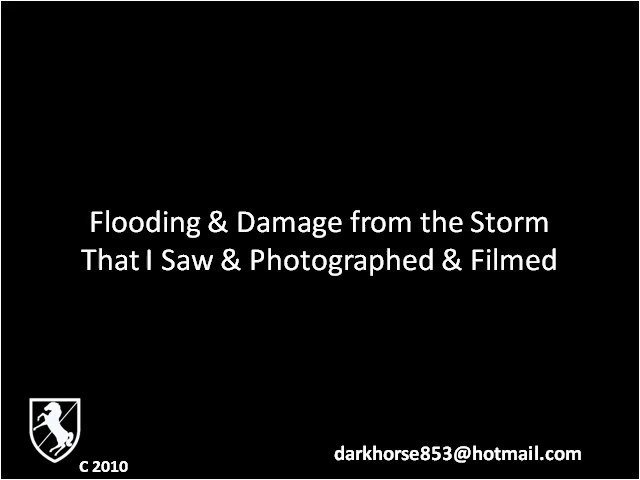 Flooding & Damage from the Storm
That I Saw & Photographed & Filmed
darkhorse853@hotmail.com
C 2010